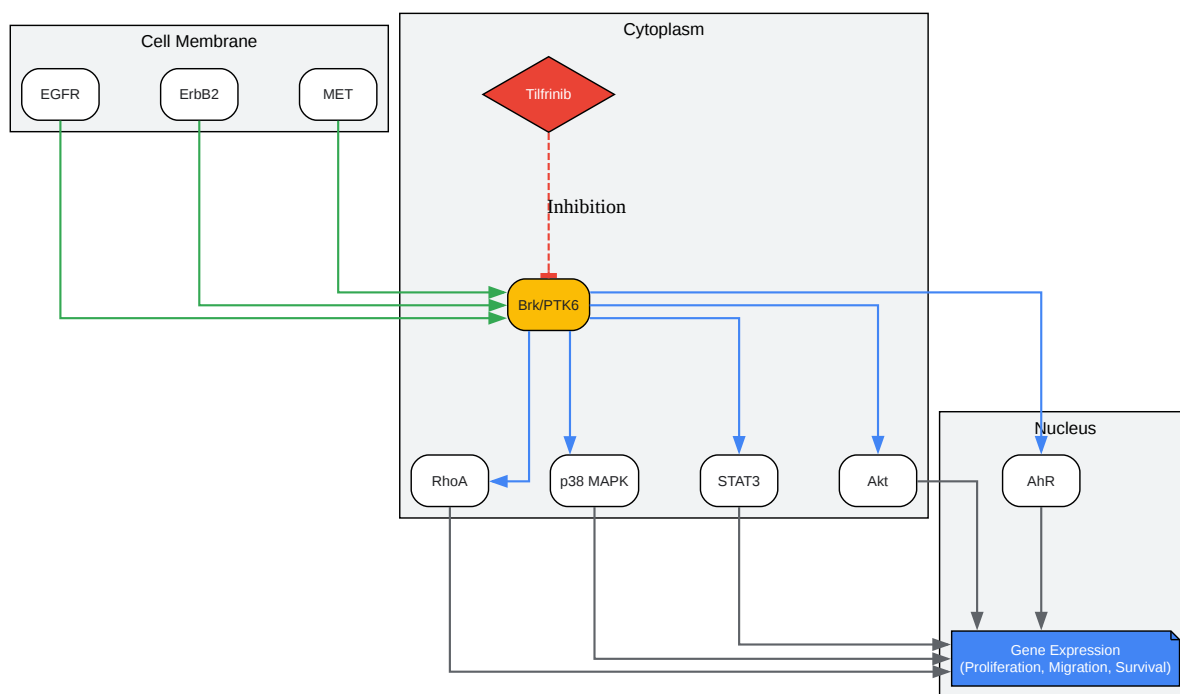 Cell Membrane
EGFR
ErbB2
MET
Cytoplasm
Tilfrinib
Inhibition
Brk/PTK6
RhoA
p38 MAPK
STAT3
Akt
Nucleus
AhR
Gene Expression
(Proliferation, Migration, Survival)